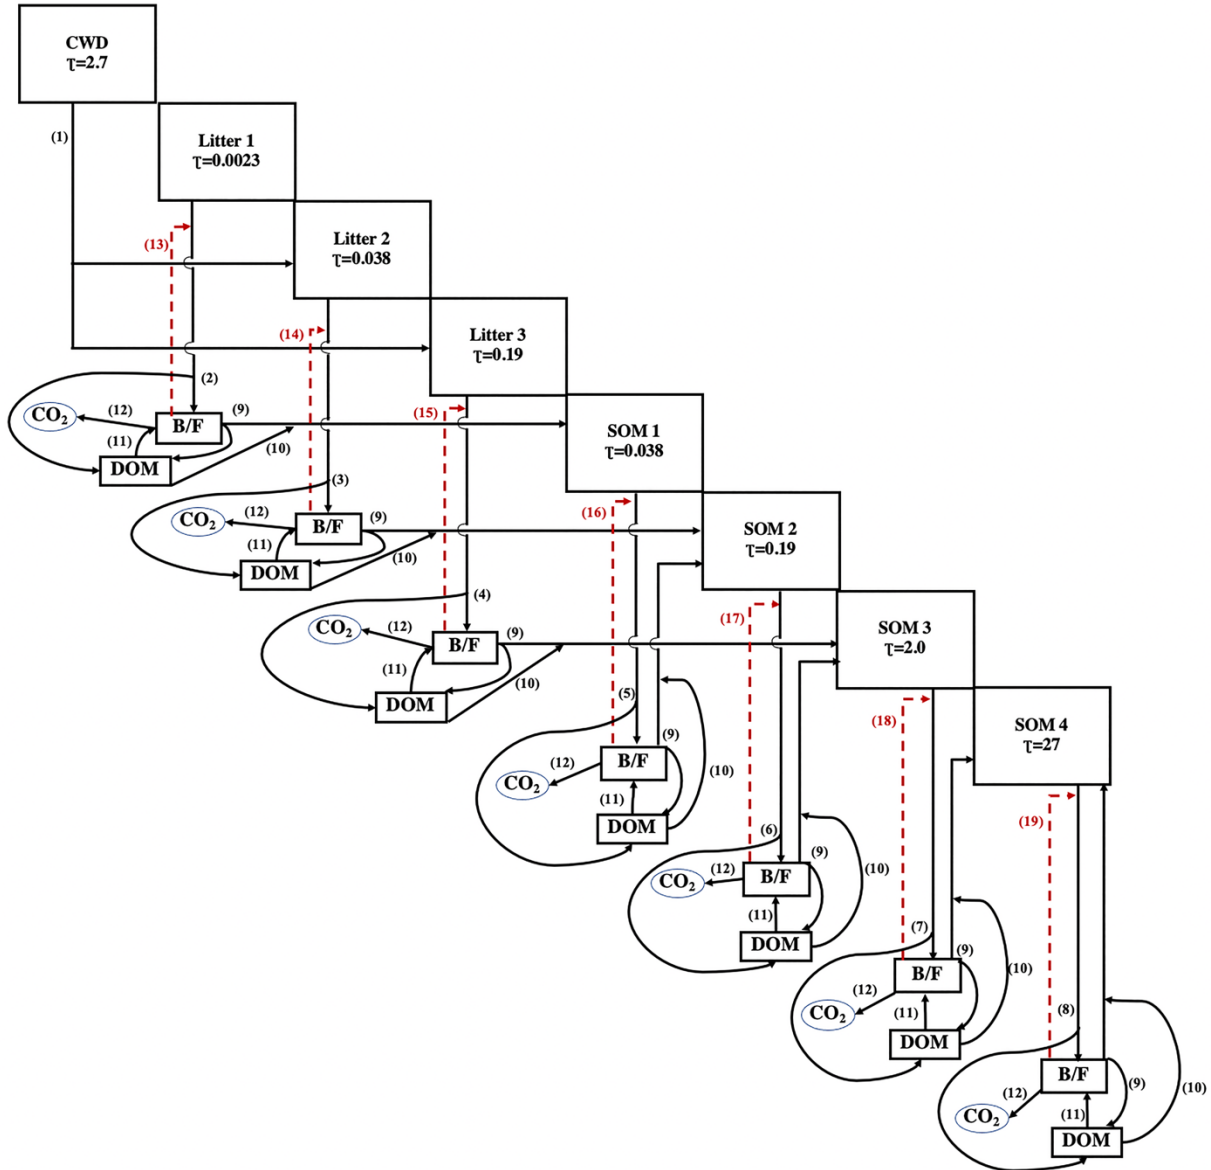 CWD
τ=2.7
(1)
Litter 1
τ=0.0023
Litter 2
τ=0.038
(13)
Litter 3
τ=0.19
(14)
(2)
CO2
(12)
B/F
(9)
(11)
DOM
(10)
(15)
SOM 1
τ=0.038
(3)
CO2
(12)
B/F
(9)
(11)
DOM
(10)
(16)
SOM 2
τ=0.19
(4)
CO2
(12)
B/F
(9)
(11)
DOM
(10)
(17)
SOM 3
τ=2.0
(5)
CO2
(12)
B/F
(9)
(11)
DOM
(10)
(18)
SOM 4
τ=27
(6)
CO2
(12)
B/F
(9)
(11)
DOM
(10)
(19)
(7)
CO2
(12)
B/F
(9)
(11)
DOM
(10)
(8)
CO2
(12)
B/F
(9)
(11)
DOM
(10)